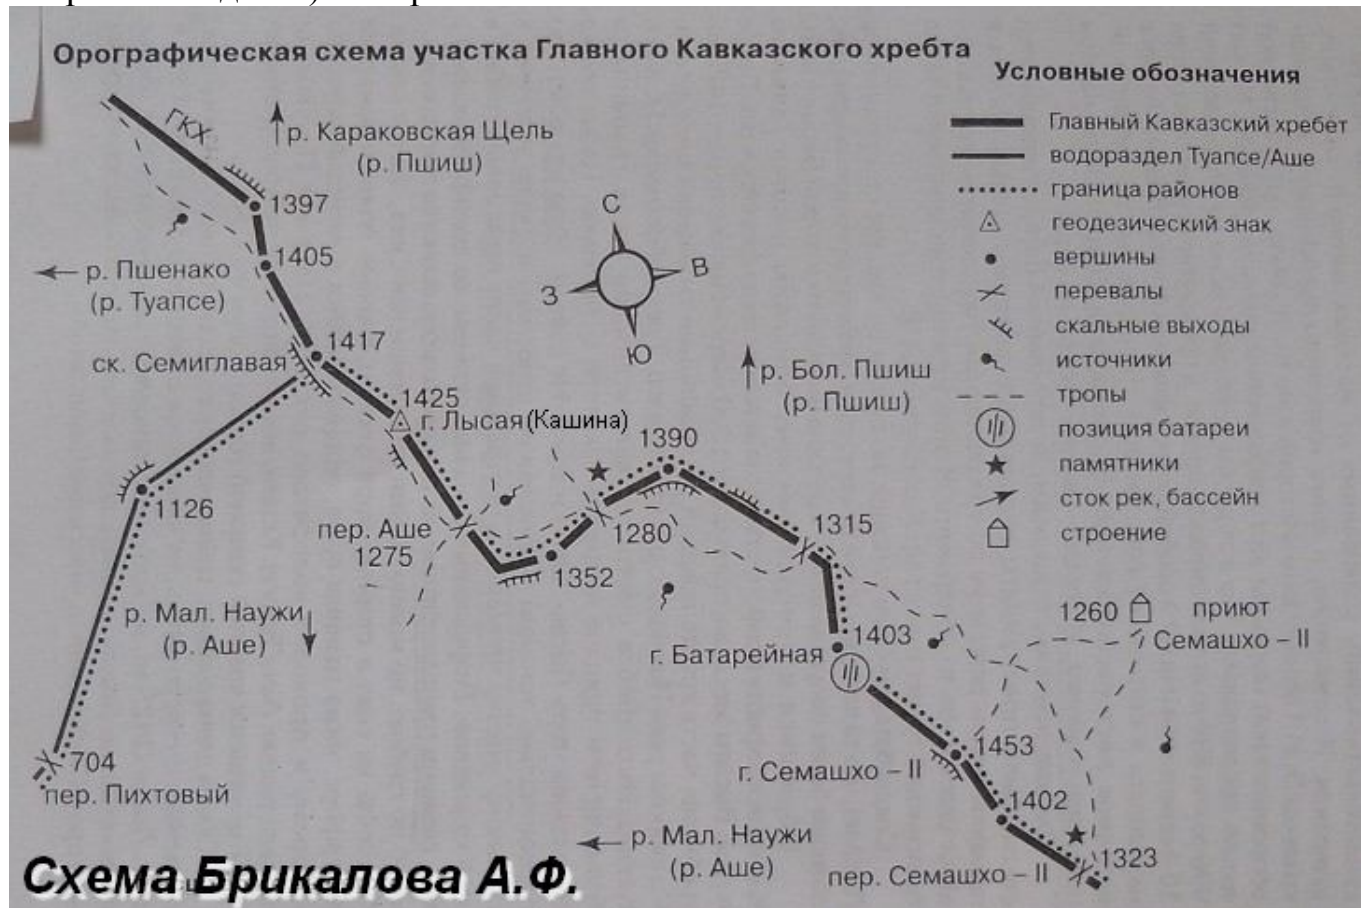 Орографическая схема участка Главного Кавказского хребта
Условные обозначения
Главный Кавказский хребет
водораздел Туапсе/Аше
граница районов
геодезический знак
вершины
перевалы
скальные выходы
источники
тропы
позиция батареи
памятники
сток рек, бассейн
строение
ГКХ
р. Караковская Щель
(р. Пшиш)
1397
1405
р. Пшенако
(р. Туапсе)
С
В
З
Ю
1417
ск. Семиглавая
1425
г. Лысая (Кашина)
р. Бол. Пшиш
(р. Пшиш)
1390
1126
пер. Аше
1275
1280
1315
1352
р. Мал. Наужи
(р. Аше)
1260
приют
Семашхо – II
1403
г. Батарейная
704
пер. Пихтовый
1453
г. Семашхо – II
1402
р. Мал. Наужи
(р. Аше)
1323
пер. Семашхо – II
Схема Брикалова А.Ф.